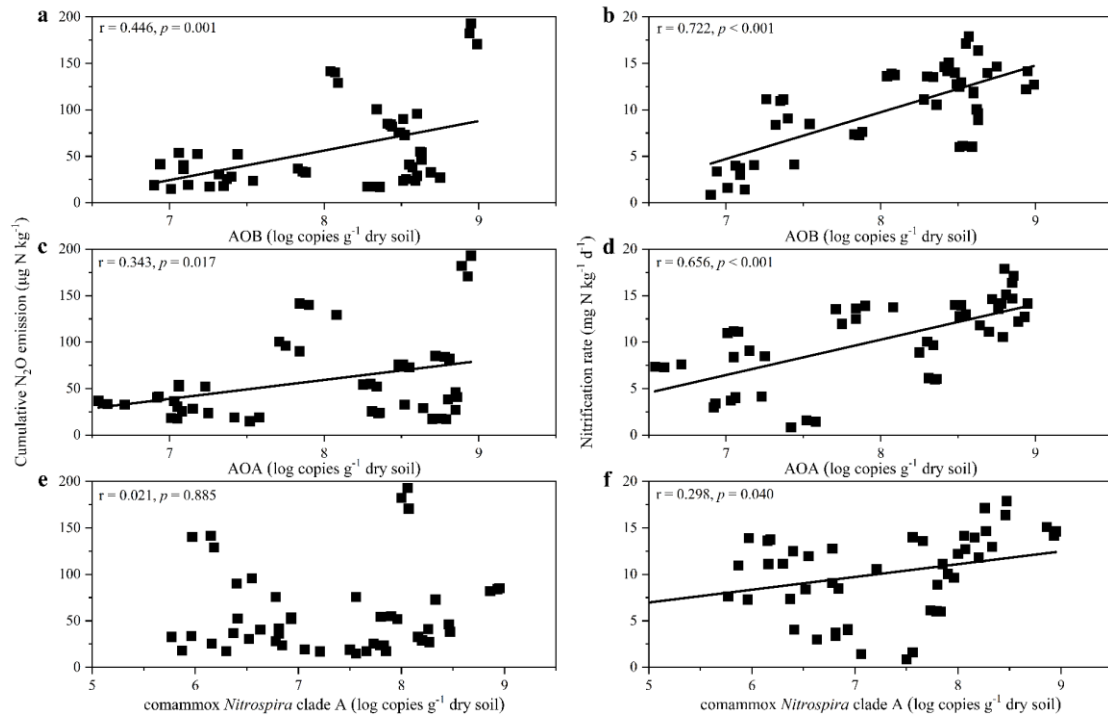 a
r = 0.446, p = 0.001
200
150
100
50
0
7
8
9
AOB (log copies g⁻¹ dry soil)
b
r = 0.722, p < 0.001
20
15
10
5
0
7
8
9
AOB (log copies g⁻¹ dry soil)
c
r = 0.343, p = 0.017
200
150
100
50
0
7
8
9
AOA (log copies g⁻¹ dry soil)
Cumulative N₂O emission (µg N kg⁻¹)
d
r = 0.656, p < 0.001
20
15
10
5
0
7
8
9
AOA (log copies g⁻¹ dry soil)
Nitrification rate (mg N kg⁻¹ d⁻¹)
e
r = 0.021, p = 0.885
200
150
100
50
0
5
6
7
8
9
comammox Nitrospira clade A (log copies g⁻¹ dry soil)
f
r = 0.298, p = 0.040
20
15
10
5
0
5
6
7
8
9
comammox Nitrospira clade A (log copies g⁻¹ dry soil)